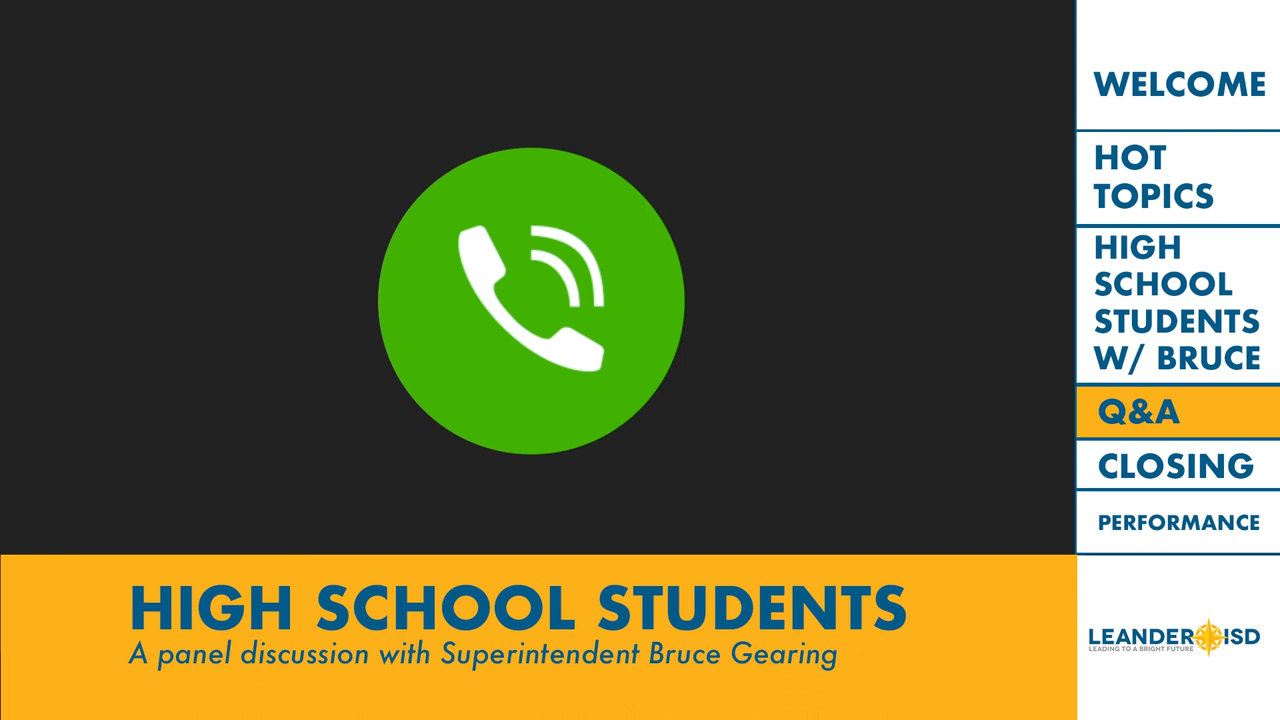 WELCOME
HOT
TOPICS
HIGH
SCHOOL
STUDENTS
W/ BRUCE
Q&A
CLOSING
PERFORMANCE
HIGH SCHOOL STUDENTS
A panel discussion with Superintendent Bruce Gearing
LEANDER ISD
LEADING TO A BRIGHT FUTURE